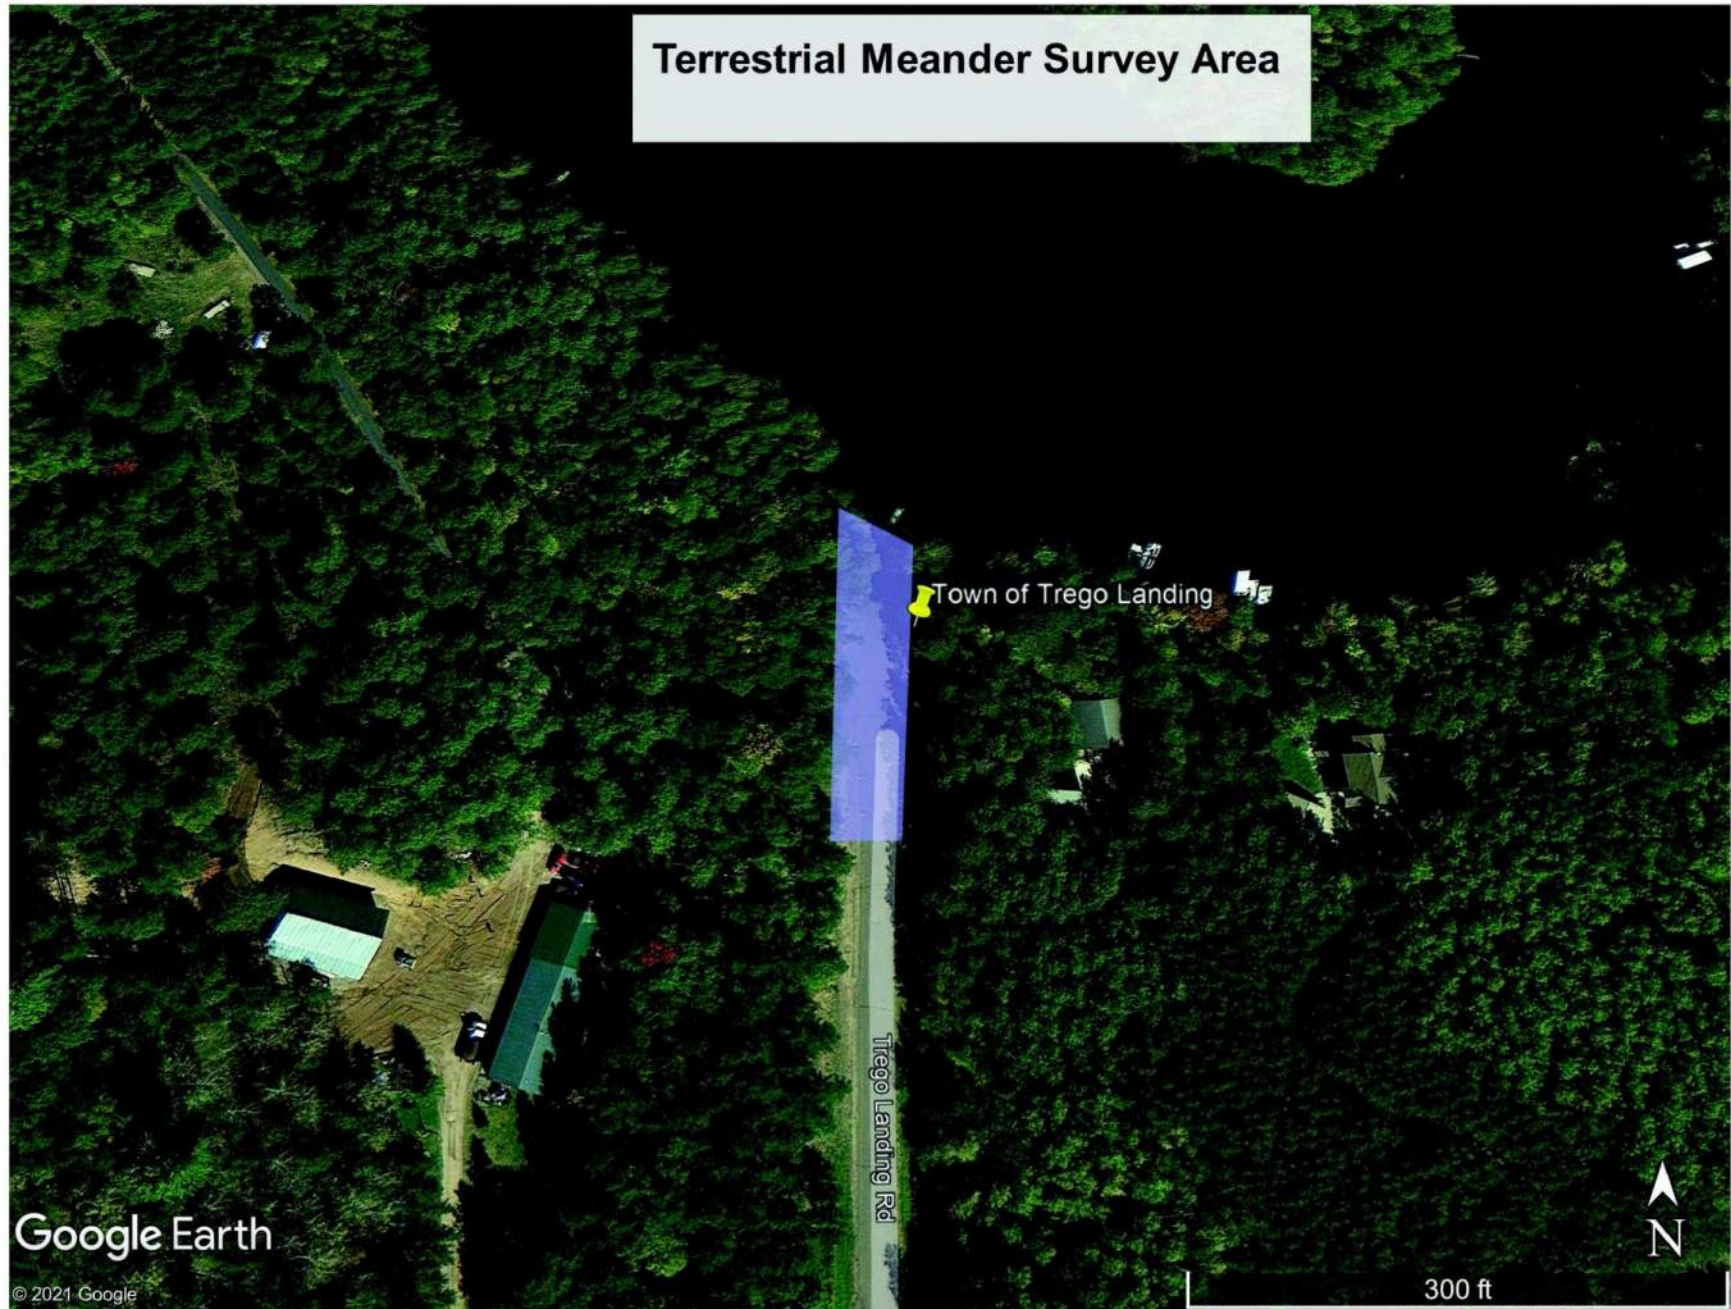 Terrestrial Meander Survey Area
Town of Trego Landing
Trego Landing Rd
Google Earth
N
© 2021 Google
300 ft